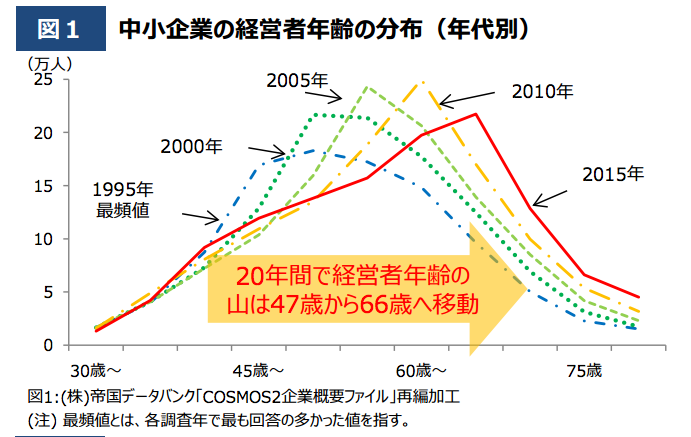 図1 中小企業の経営者年齢の分布（年代別）
(万人)
25
20
15
10
5
0
2005年
2010年
2000年
2015年
1995年
最頻値
20年間で経営者年齢の
山は47歳から66歳へ移動
30歳～ 45歳～ 60歳～ 75歳
図1:(株)帝国データバンク「COSMOS2企業概要ファイル」再編加工
(注) 最頻値とは、各調査年で最も回答の多かった値を指す。